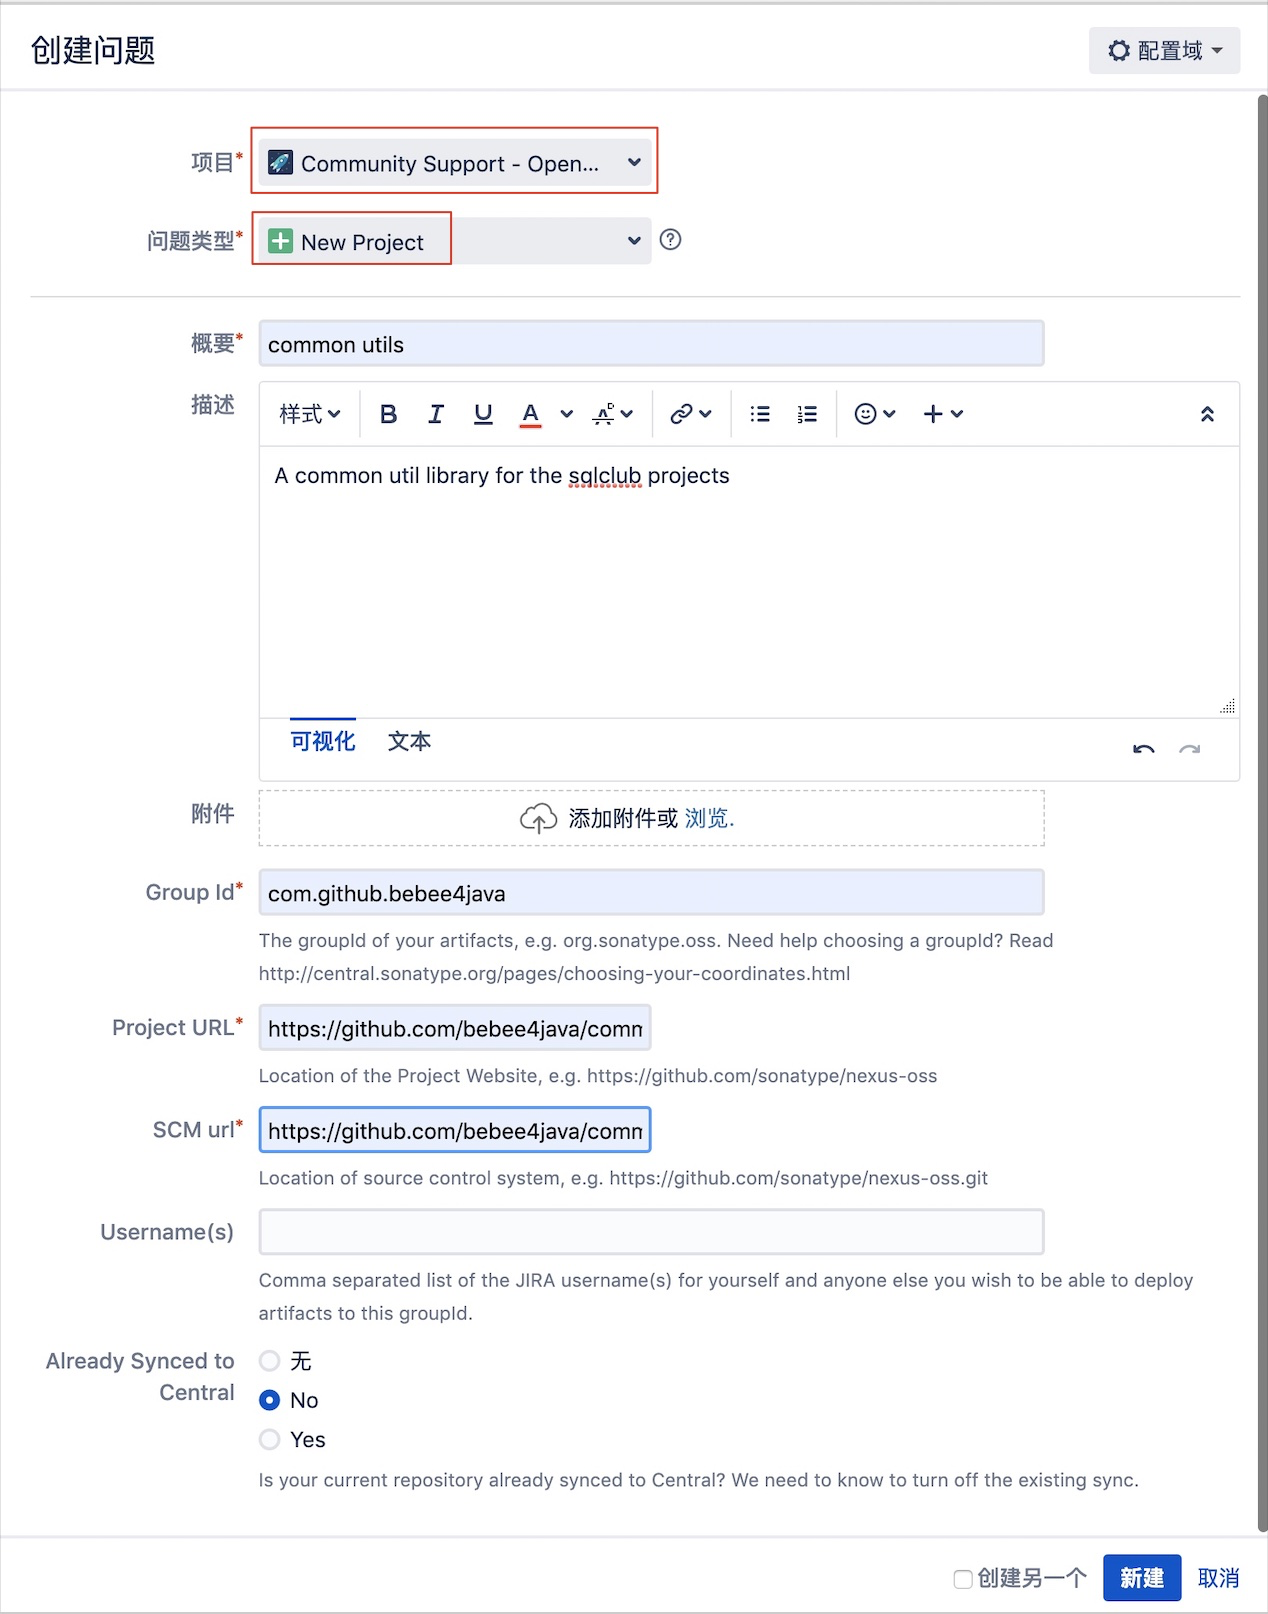 创建问题
配置域
项目*
Community Support - Open...
问题类型*
New Project
概要*
common utils
描述
样式
B I U A
A common util library for the sqlclub projects
可视化 文本
附件
添加附件或 浏览.
Group Id*
com.github.bebee4java
The groupId of your artifacts, e.g. org.sonatype.oss. Need help choosing a groupId? Read
http://central.sonatype.org/pages/choosing-your-coordinates.html
Project URL*
https://github.com/bebee4java/comm
Location of the Project Website, e.g. https://github.com/sonatype/nexus-oss
SCM url*
https://github.com/bebee4java/comm
Location of source control system, e.g. https://github.com/sonatype/nexus-oss.git
Username(s)
Comma separated list of the JIRA username(s) for yourself and anyone else you wish to be able to deploy
artifacts to this groupId.
Already Synced to
Central
无
No
Yes
Is your current repository already synced to Central? We need to know to turn off the existing sync.
创建另一个
新建
取消